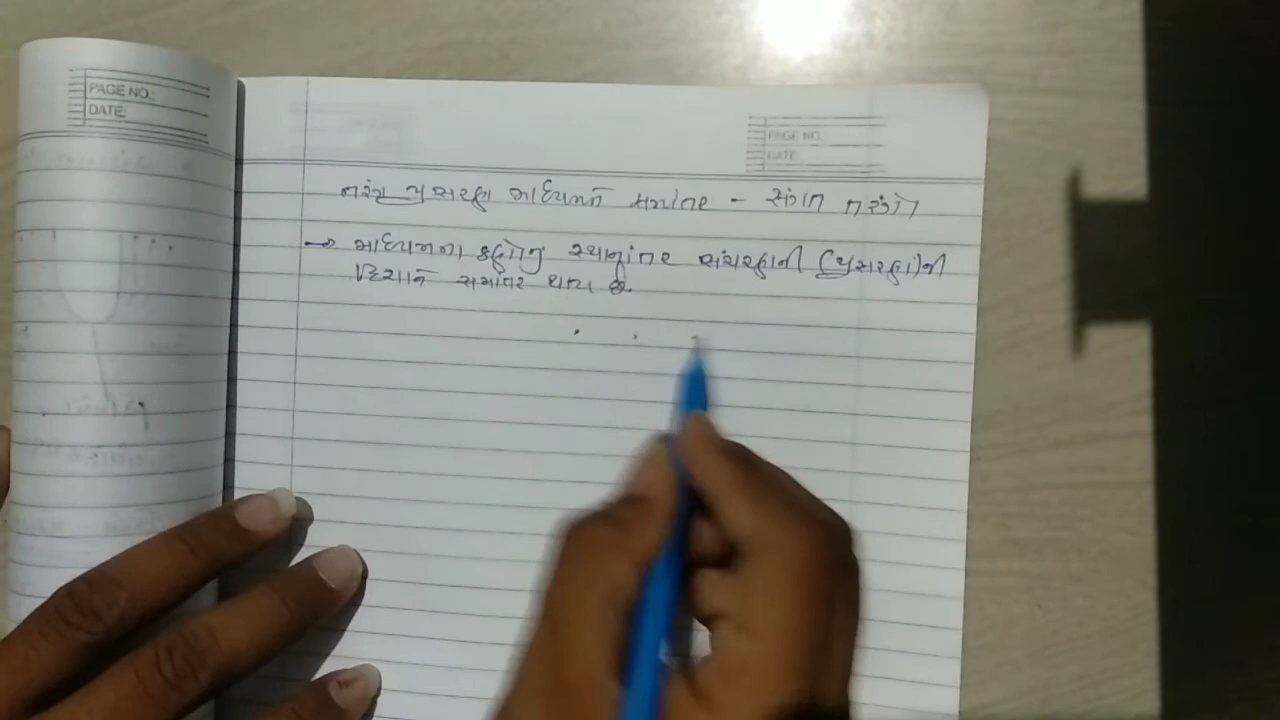 PAGE NO.:
DATE:
PAGE NO.
DATE:
તરંગ પ્રસરણ માધ્યમને સમાંતર - સંગત તરંગો
→ માધ્યમના કણોનું સ્થાનાંતર સંચરણની (પ્રસરણ)ની
દિશાને સમાંતર થાય છે.